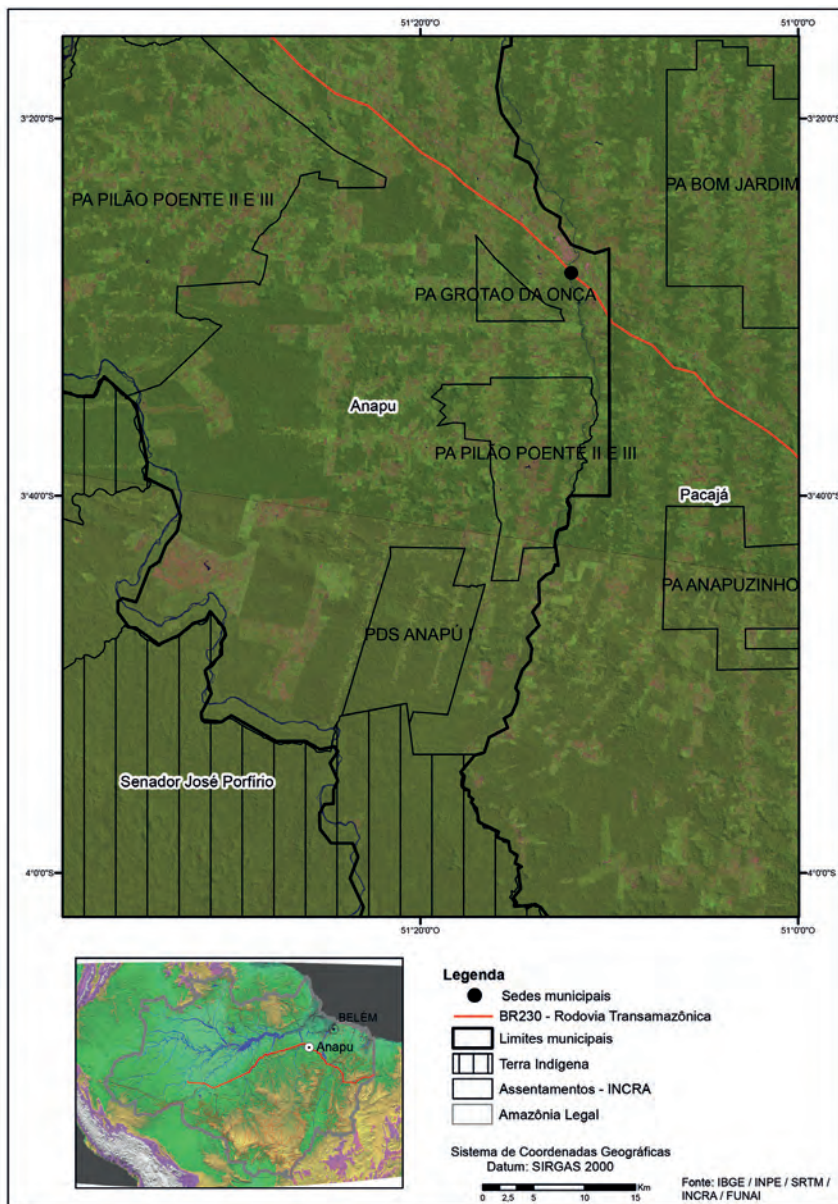 51°20'0"O
51°0'0"O
3°20'0"S
3°20'0"S
PA BOM JARDIM
PA PILÃO POENTE II E III
PA GROTAO DA ONÇA
Anapu
PA PILÃO POENTE II E III
3°40'0"S
3°40'0"S
Pacajá
PA ANAPUZINHO
PDS ANAPÚ I
Senador José Porfírio
4°0'0"S
4°0'0"S
51°20'0"O
51°0'0"O
BELÉM
Anapu
Legenda
Sedes municipais
BR230 - Rodovia Transamazônica
Limites municipais
Terra Indígena
Assentamentos - INCRA
Amazônia Legal
Sistema de Coordenadas Geográficas
Datum: SIRGAS 2000
0 2,5 5 10 15 Km
Fonte: IBGE / INPE / SRTM /
INCRA / FUNAI